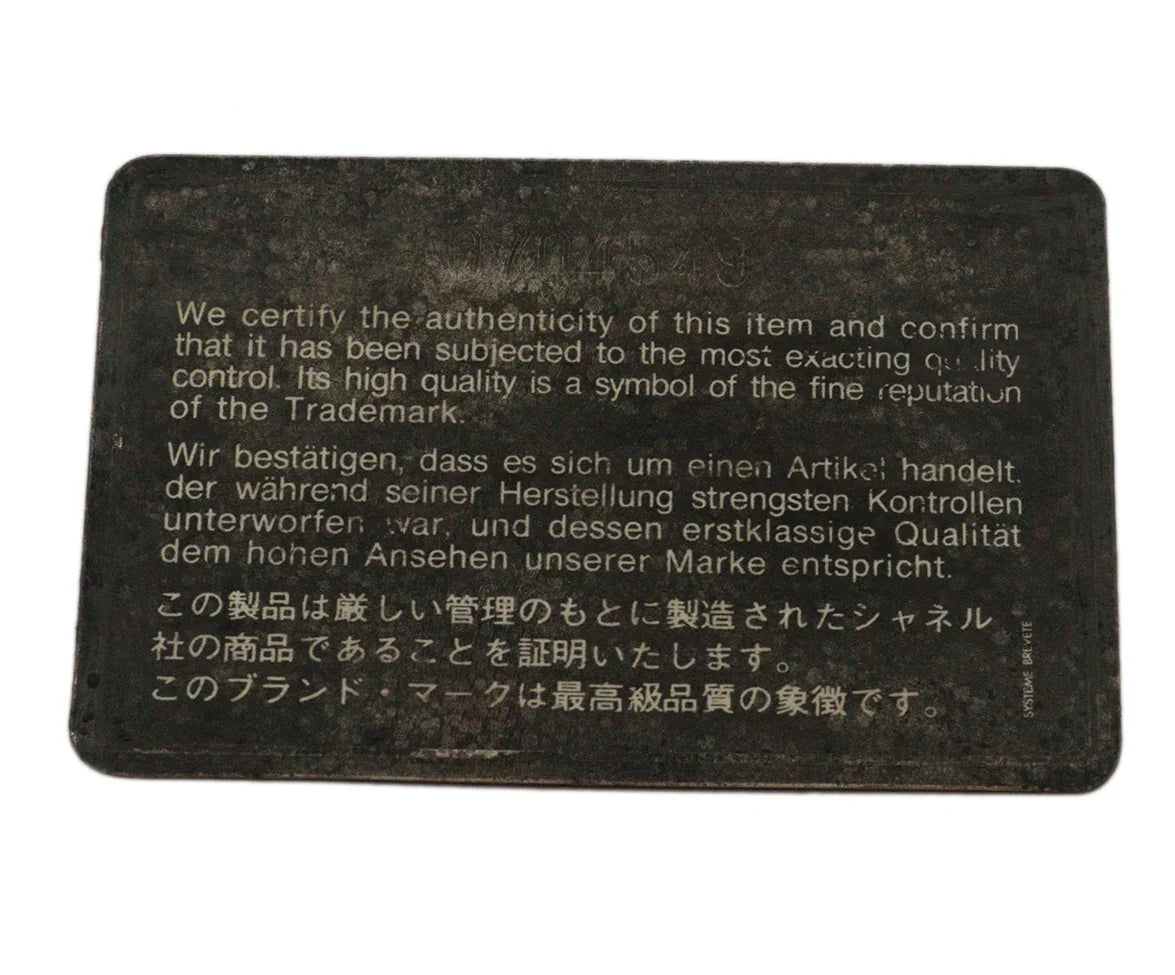 We certify the authenticity of this item and confirm
that it has been subjected to the most exacting quality
control. Its high quality is a symbol of the fine reputation
of the Trademark.
Wir bestätigen, dass es sich um einen Artikel handelt,
der während seiner Herstellung strengsten Kontrollen
unterworfen war, und dessen erstklassige Qualität
dem hohen Ansehen unserer Marke entspricht.
この製品は厳しい管理のもとに製造されたシャネル
社の商品であることを証明いたします。
このブランド・マークは最高級品質の象徴です。
SYSTEME BREVETE